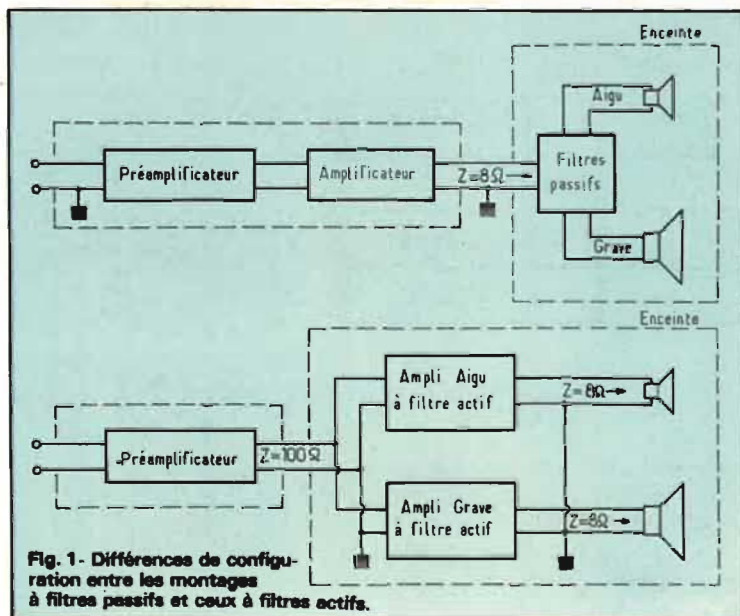 Enceinte
Aigu
Préamplificateur
Amplificateur
Z=8Ω
Filtres
passifs
Grave
Enceinte
Ampli Aigu
à filtre actif
Z=8Ω
Préamplificateur
Z=100Ω
Ampli Grave
à filtre actif
Z=8Ω
Fig. 1 - Différences de configu-
ration entre les montages
à filtres passifs et ceux à filtres actifs.